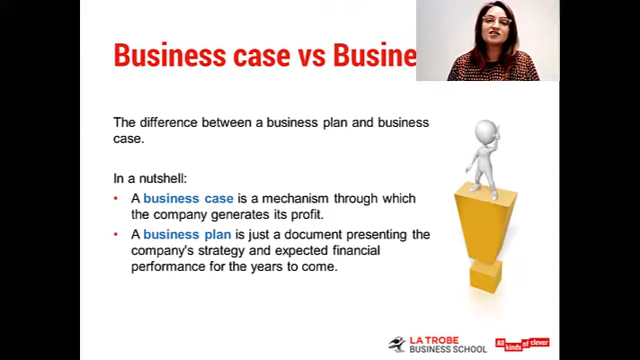 Business case vs Busine
The difference between a business plan and business
case.
In a nutshell:
• A business case is a mechanism through which
the company generates its profit.
• A business plan is just a document presenting the
company's strategy and expected financial
performance for the years to come.
LA TROBE
BUSINESS SCHOOL
All kinds of clever